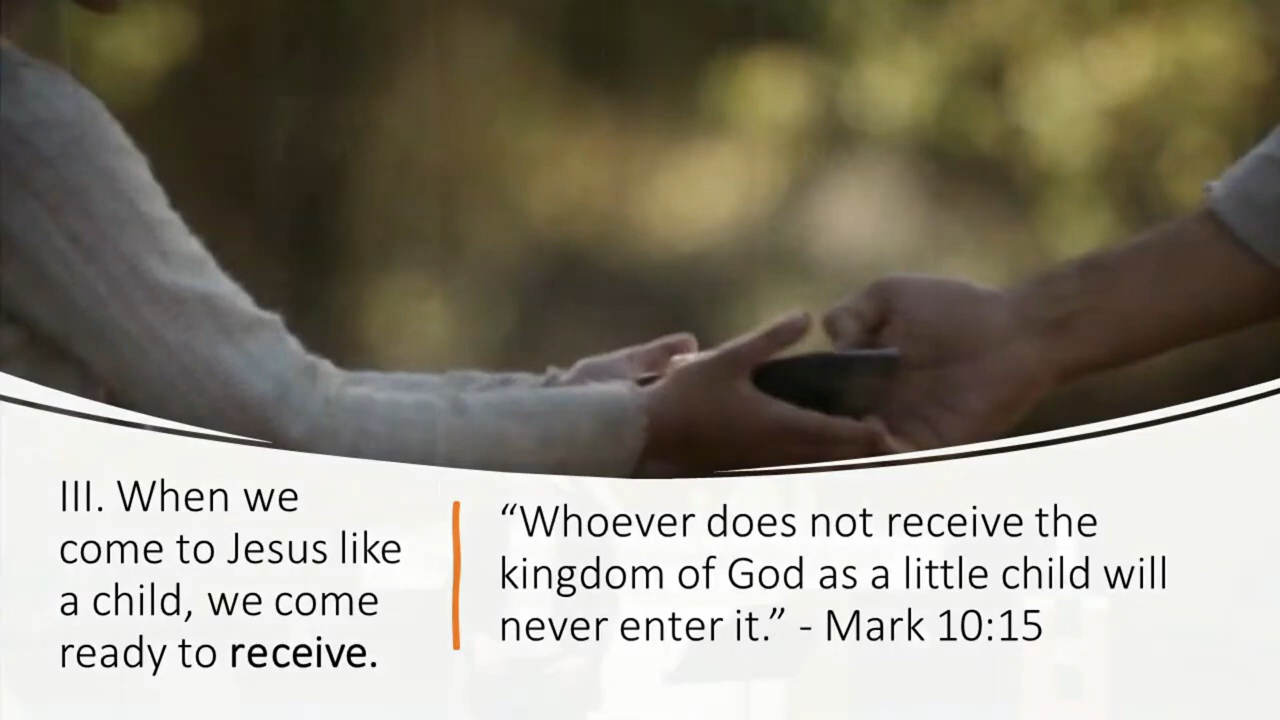 III. When we
come to Jesus like
a child, we come
ready to receive.
“Whoever does not receive the
kingdom of God as a little child will
never enter it.” - Mark 10:15